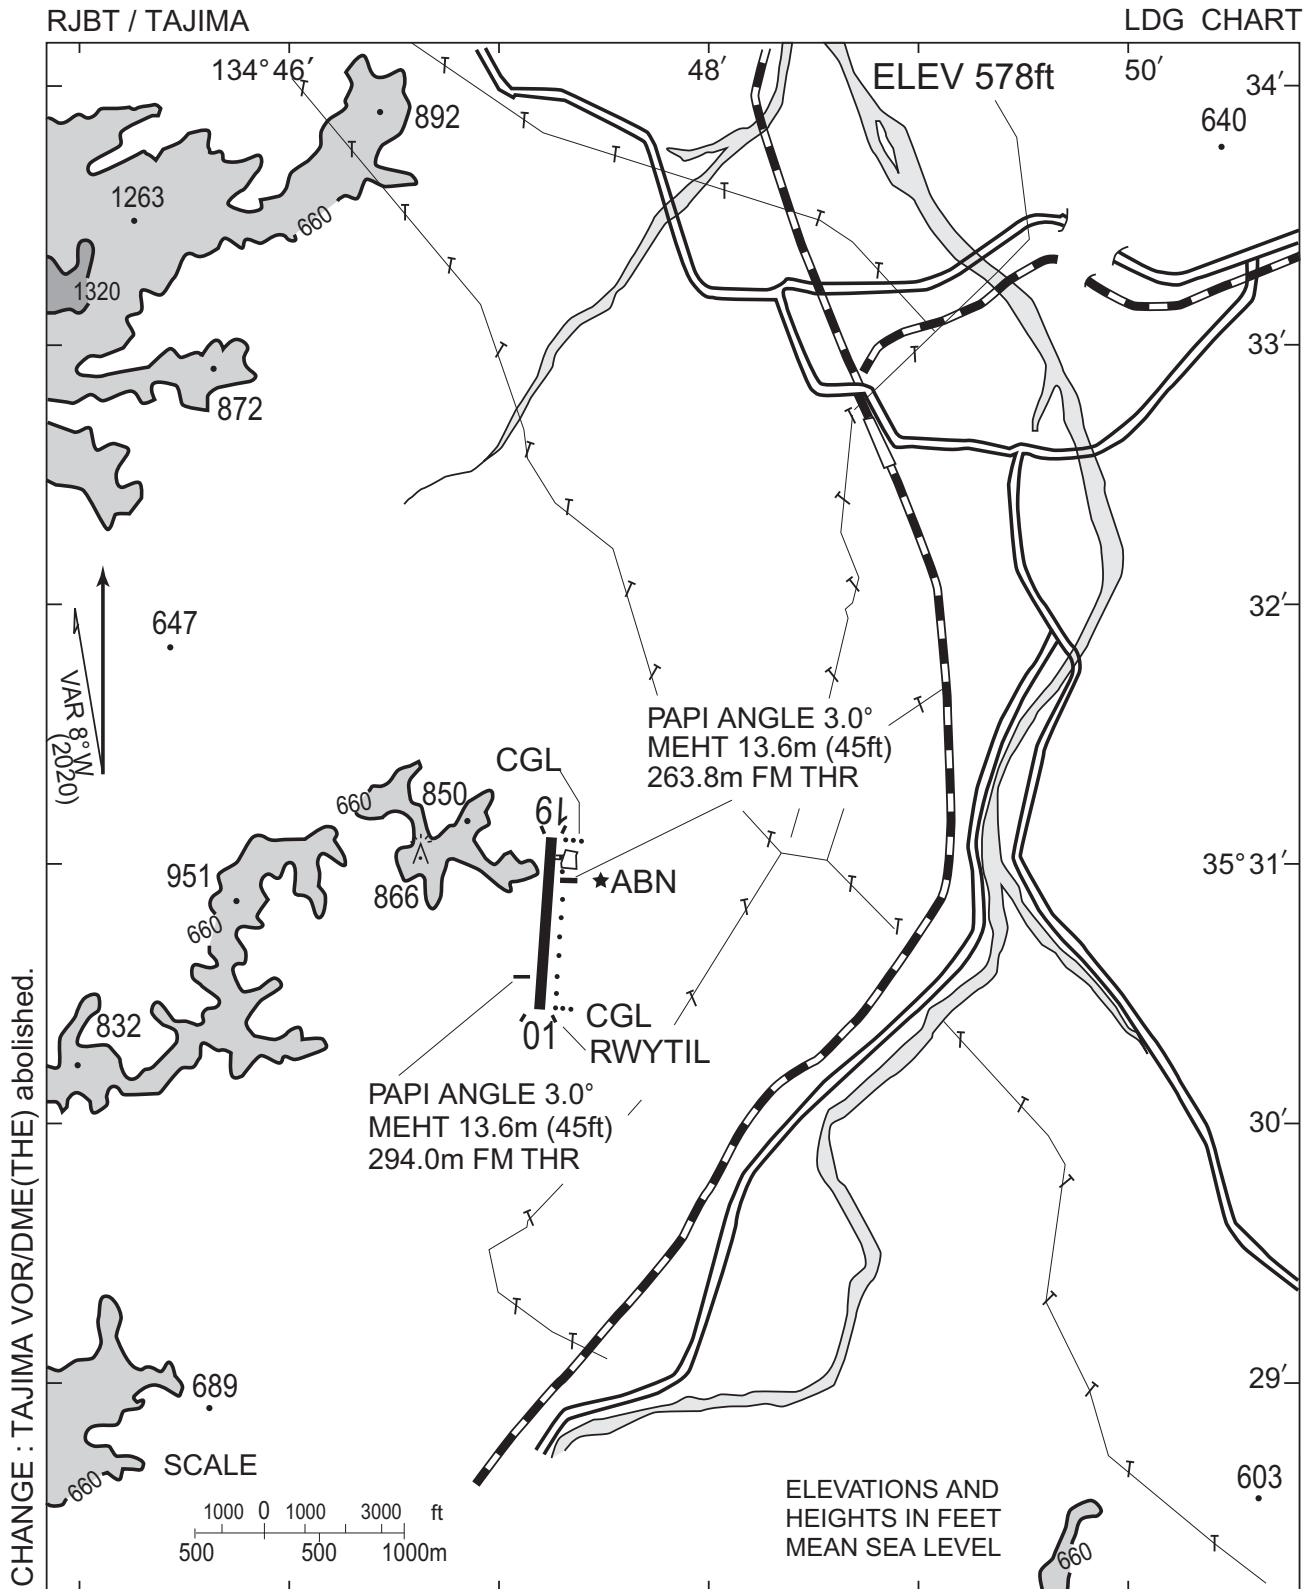 RJBT / TAJIMA
LDG CHART
134°46′
48′
50′
ELEV 578ft
34′
892
640
1263
660
1320
33′
872
32′
647
VAR 8°W
(2020)
PAPI ANGLE 3.0°
MEHT 13.6m (45ft)
263.8m FM THR
CGL
660
850
19
35°31′
951
866
ABN
660
832
CGL
01
RWYTIL
PAPI ANGLE 3.0°
MEHT 13.6m (45ft)
294.0m FM THR
30′
29′
689
SCALE
660
1000 0 1000 3000 ft
500 500 1000m
ELEVATIONS AND
HEIGHTS IN FEET
MEAN SEA LEVEL
603
660
CHANGE : TAJIMA VOR/DME(THE) abolished.